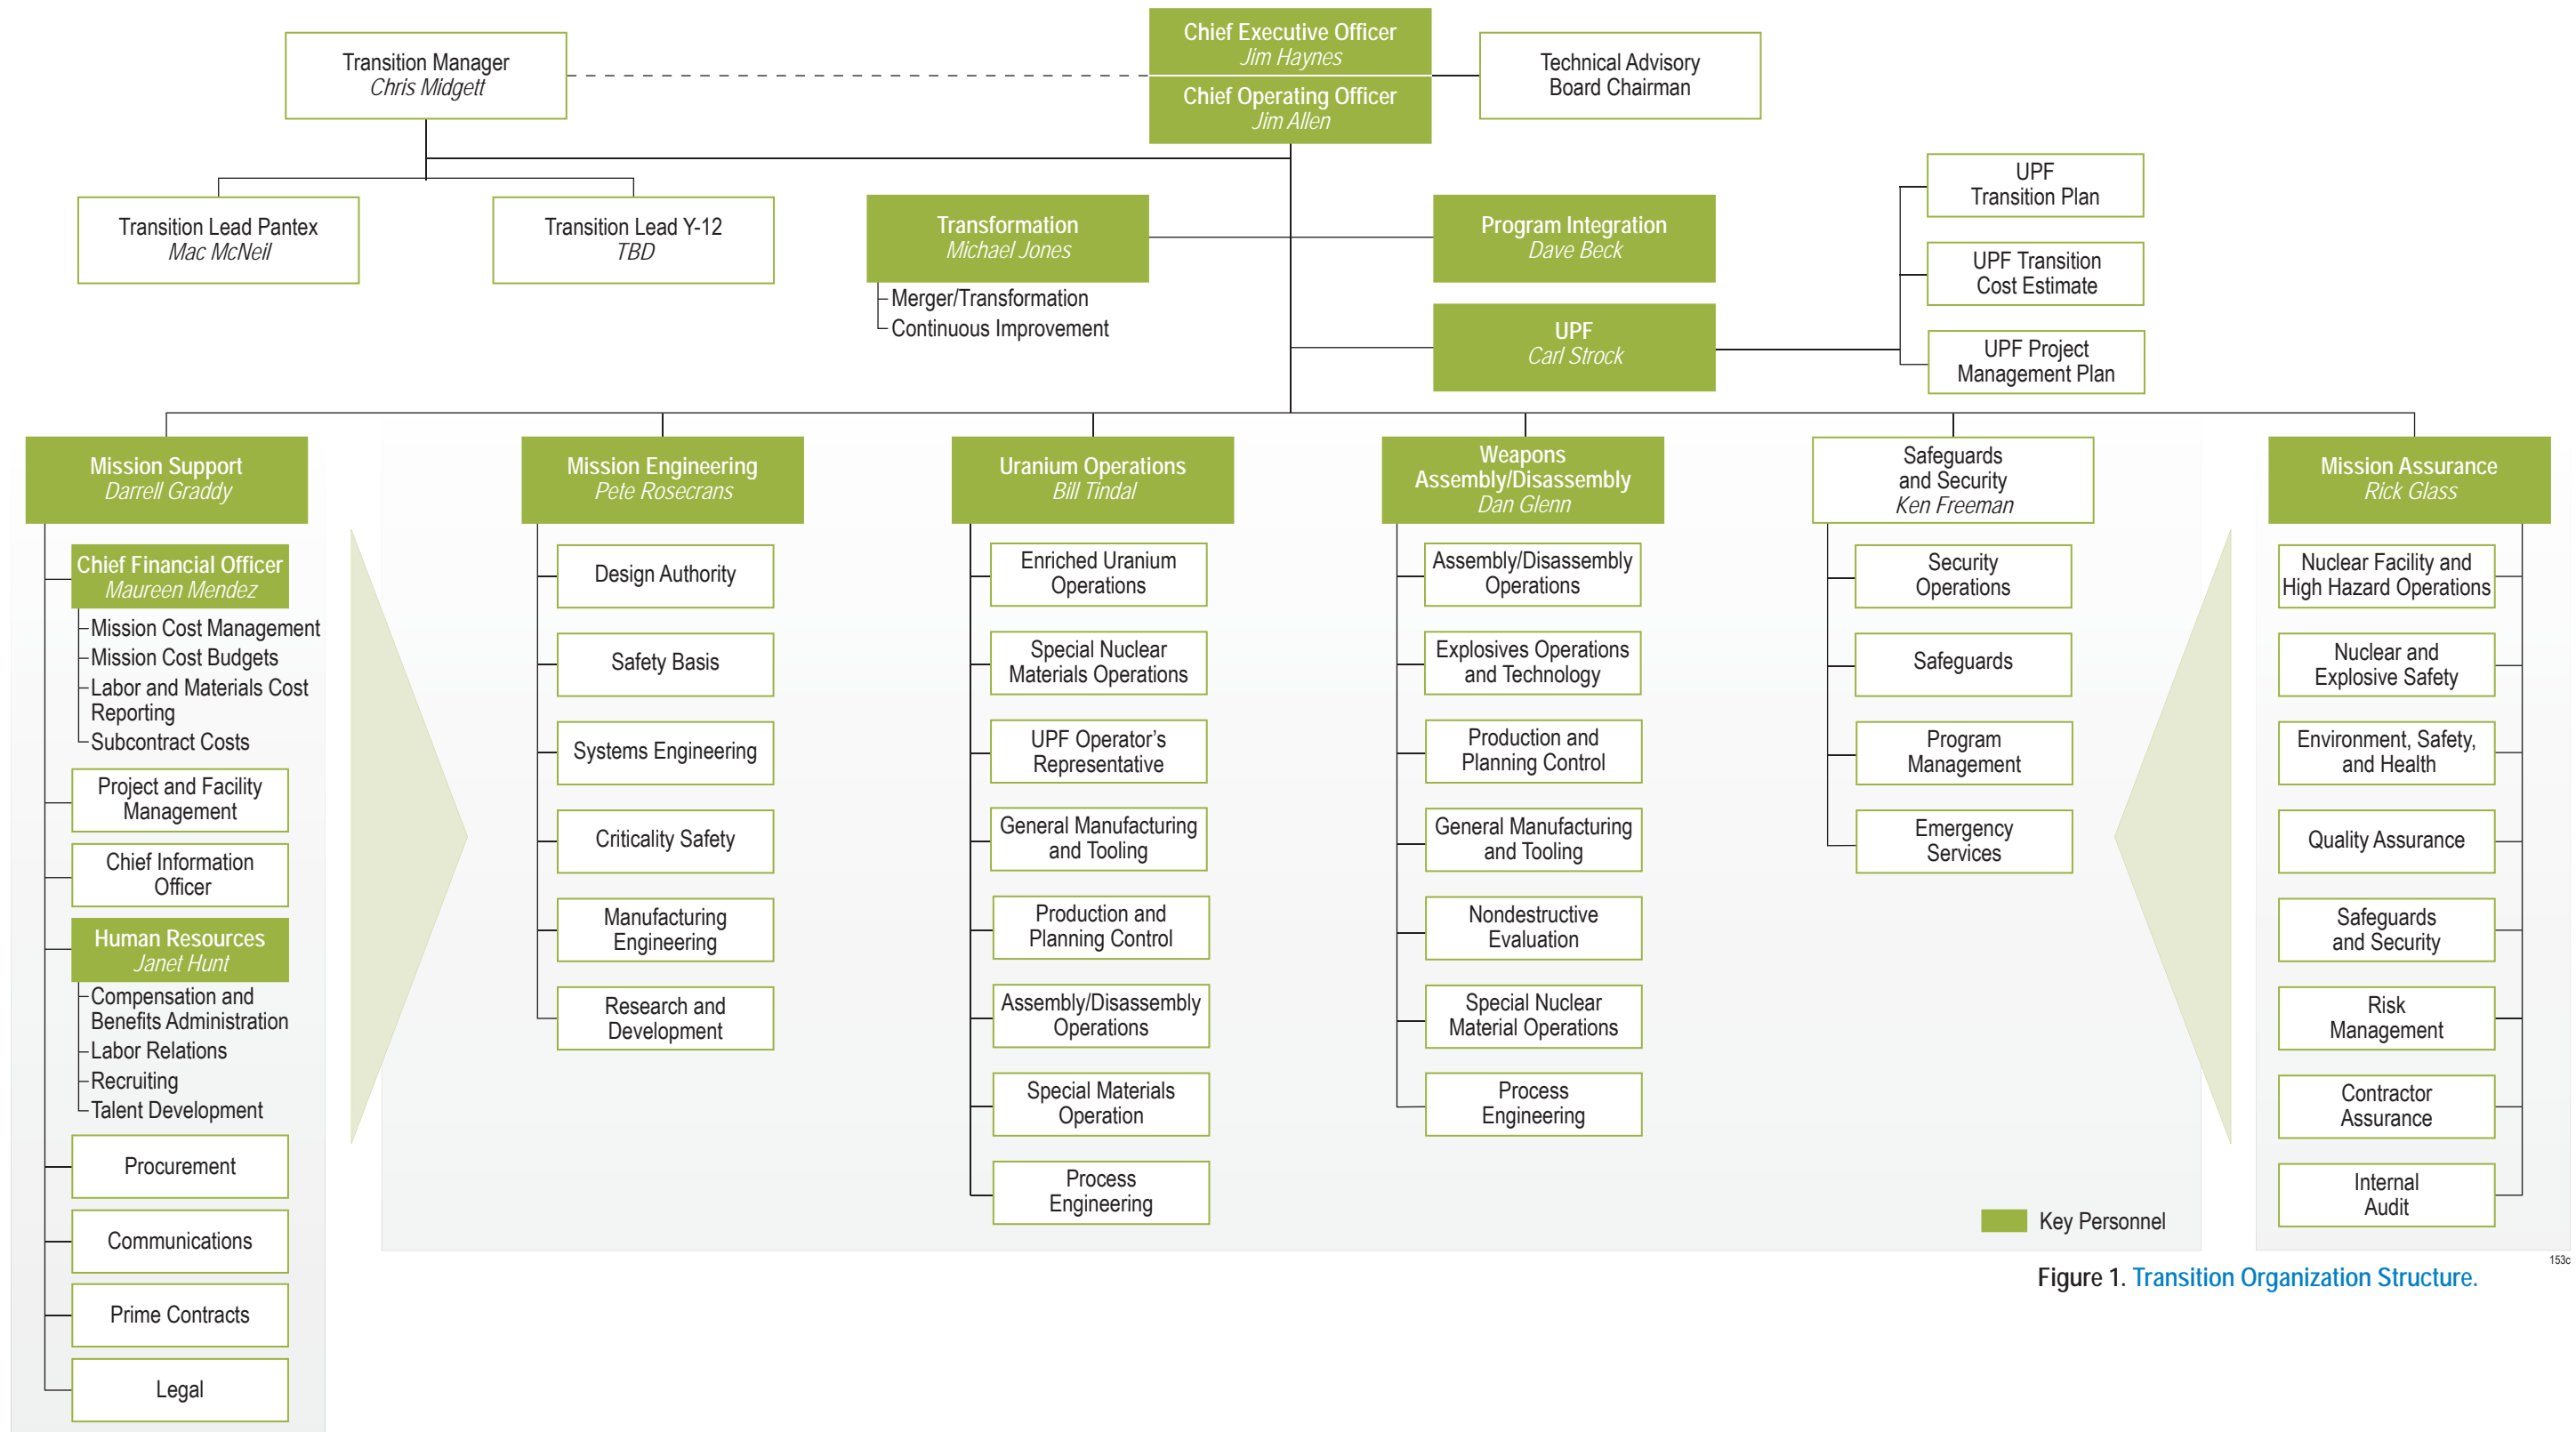 Chief Executive Officer
Jim Haynes
Chief Operating Officer
Jim Allen
Transition Manager
Chris Midgett
Technical Advisory
Board Chairman
Transition Lead Pantex
Mac McNeil
Transition Lead Y-12
TBD
Transformation
Michael Jones
Merger/Transformation
Continuous Improvement
Program Integration
Dave Beck
UPF
Carl Strock
UPF
Transition Plan
UPF Transition
Cost Estimate
UPF Project
Management Plan
Mission Support
Darrell Graddy
Chief Financial Officer
Maureen Mendez
Mission Cost Management
Mission Cost Budgets
Labor and Materials Cost
Reporting
Subcontract Costs
Project and Facility
Management
Chief Information
Officer
Human Resources
Janet Hunt
Compensation and
Benefits Administration
Labor Relations
Recruiting
Talent Development
Procurement
Communications
Prime Contracts
Legal
Mission Engineering
Pete Rosecrans
Design Authority
Safety Basis
Systems Engineering
Criticality Safety
Manufacturing
Engineering
Research and
Development
Uranium Operations
Bill Tindal
Enriched Uranium
Operations
Special Nuclear
Materials Operations
UPF Operator’s
Representative
General Manufacturing
and Tooling
Production and
Planning Control
Assembly/Disassembly
Operations
Special Materials
Operation
Process
Engineering
Weapons
Assembly/Disassembly
Dan Glenn
Assembly/Disassembly
Operations
Explosives Operations
and Technology
Production and
Planning Control
General Manufacturing
and Tooling
Nondestructive
Evaluation
Special Nuclear
Material Operations
Process
Engineering
Safeguards
and Security
Ken Freeman
Security
Operations
Safeguards
Program
Management
Emergency
Services
Mission Assurance
Rick Glass
Nuclear Facility and
High Hazard Operations
Nuclear and
Explosive Safety
Environment, Safety,
and Health
Quality Assurance
Safeguards
and Security
Risk
Management
Contractor
Assurance
Internal
Audit
Key Personnel
153c
Figure 1. Transition Organization Structure.